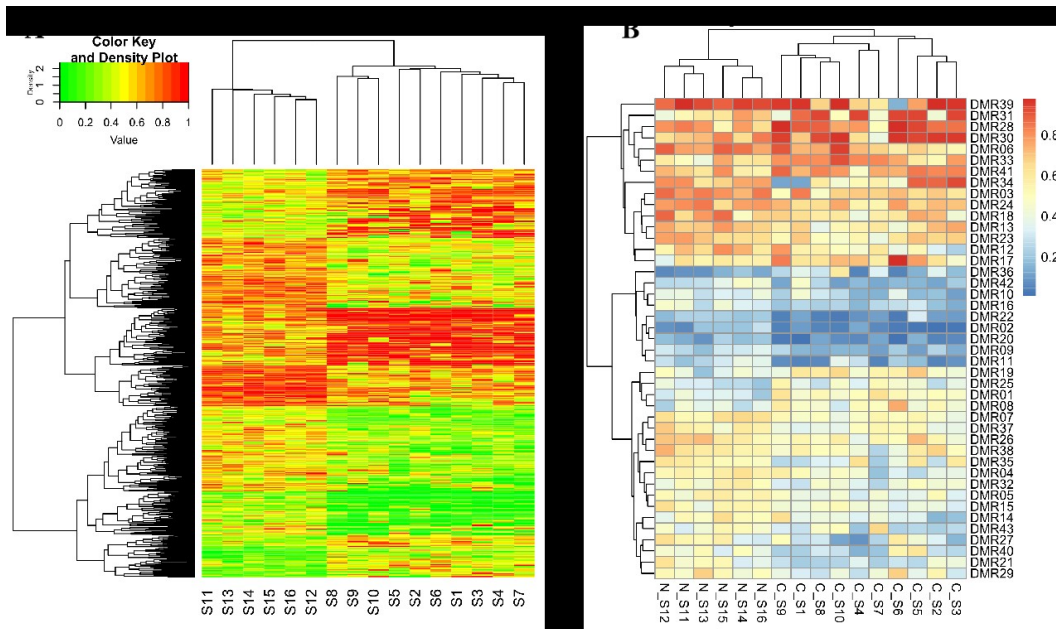 Color Key
and Density Plot
Density
0 1 2
0 0.2 0.4 0.6 0.8 1
Value
S11 S13 S14 S15 S16 S12 S8 S9 S10 S5 S2 S6 S1 S3 S4 S7
B
DMR39
DMR31
DMR28
DMR30
DMR06
DMR33
DMR41
DMR34
DMR03
DMR24
DMR18
DMR13
DMR23
DMR12
DMR17
DMR36
DMR42
DMR10
DMR16
DMR22
DMR02
DMR20
DMR09
DMR11
DMR19
DMR25
DMR01
DMR08
DMR07
DMR37
DMR26
DMR38
DMR35
DMR04
DMR32
DMR05
DMR15
DMR14
DMR43
DMR27
DMR40
DMR21
DMR29
0.8
0.6
0.4
0.2
N_S12 N_S11 N_S13 N_S15 N_S14 N_S16 C_S9 C_S1 C_S8 C_S10 C_S4 C_S7 C_S6 C_S5 C_S2 C_S3